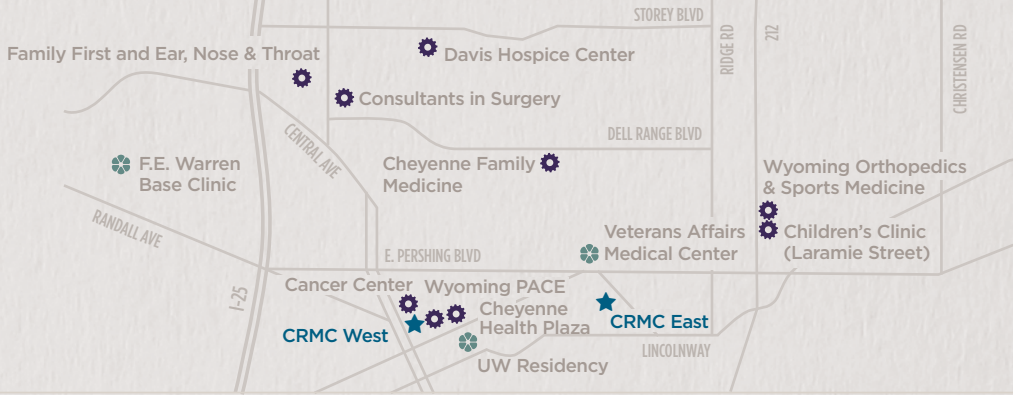 STOREY BLVD
RIDGE RD
212
CHRISTENSEN RD
Family First and Ear, Nose & Throat
Davis Hospice Center
Consultants in Surgery
CENTRAL AVE
DELL RANGE BLVD
F.E. Warren
Base Clinic
Cheyenne Family
Medicine
Wyoming Orthopedics
& Sports Medicine
RANDALL AVE
Veterans Affairs
Medical Center
Children's Clinic
(Laramie Street)
E. PERSHING BLVD
I-25
Cancer Center
Wyoming PACE
Cheyenne
Health Plaza
CRMC West
CRMC East
LINCOLNWAY
UW Residency